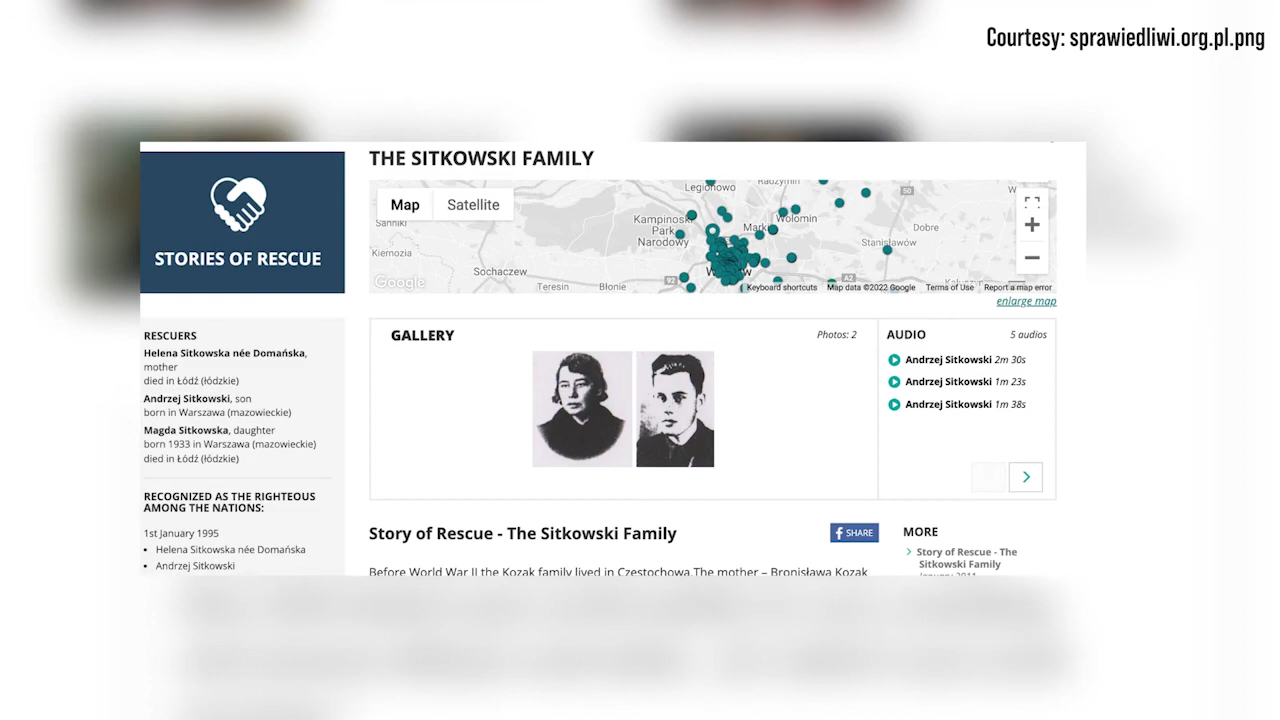 Courtesy: sprawiedliwi.org.pl.png
THE SITKOWSKI FAMILY
STORIES OF RESCUE
Map
Satellite
Legionowo
Radzymin
50
Kampinoski
Park
Narodowy
Wołomin
Dobre
Sanniki
Stanisławów
Kiernozia
Sochaczew
Teresin
Błonie
92
A2
Kałuszyn
Google
Keyboard shortcuts
Map data ©2022 Google
Terms of Use
Report a map error
enlarge map
RESCUERS
Helena Sitkowska née Domańska,
mother
died in Łódź (łódzkie)
Andrzej Sitkowski, son
born in Warszawa (mazowieckie)
Magda Sitkowska, daughter
born 1933 in Warszawa (mazowieckie)
died in Łódź (łódzkie)
RECOGNIZED AS THE RIGHTEOUS
AMONG THE NATIONS:
1st January 1995
• Helena Sitkowska née Domańska
• Andrzej Sitkowski
GALLERY
Photos: 2
AUDIO
5 audios
Andrzej Sitkowski 2m 30s
Andrzej Sitkowski 1m 23s
Andrzej Sitkowski 1m 38s
Story of Rescue - The Sitkowski Family
SHARE
Before World War II the Kozak family lived in Częstochowa.The mother – Bronisława Kozak
MORE
Story of Rescue - The
Sitkowski Family
January 2011